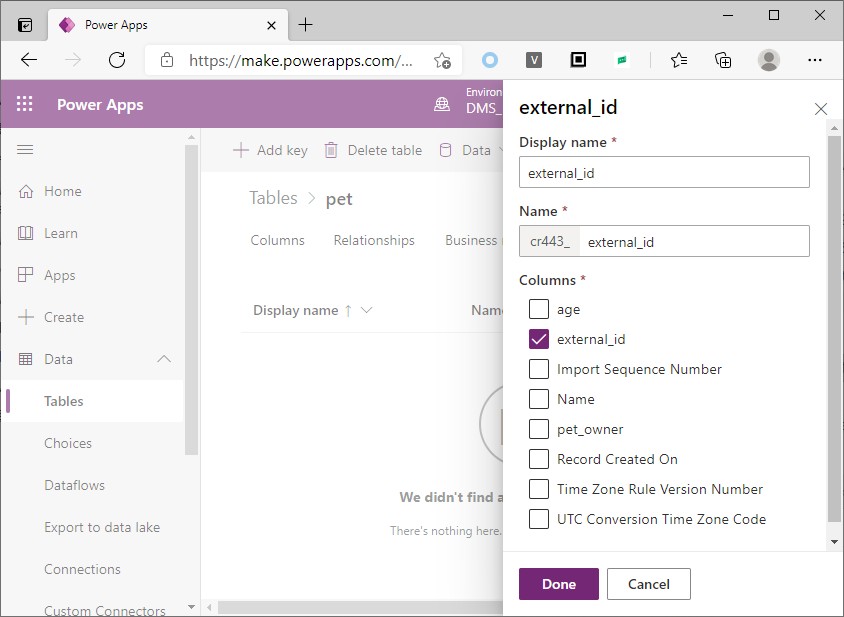 Power Apps
https://make.powerapps.com/...
V
Power Apps
Environ
DMS_
Home
Learn
Apps
Create
Data
Tables
Choices
Dataflows
Export to data lake
Connections
Custom Connectors
Add key
Delete table
Data
Tables > pet
Columns
Relationships
Business
Display name ↑
Name
We didn't find a
There's nothing here.
external_id
Display name *
external_id
Name *
cr443_ external_id
Columns *
age
external_id
Import Sequence Number
Name
pet_owner
Record Created On
Time Zone Rule Version Number
UTC Conversion Time Zone Code
Done
Cancel